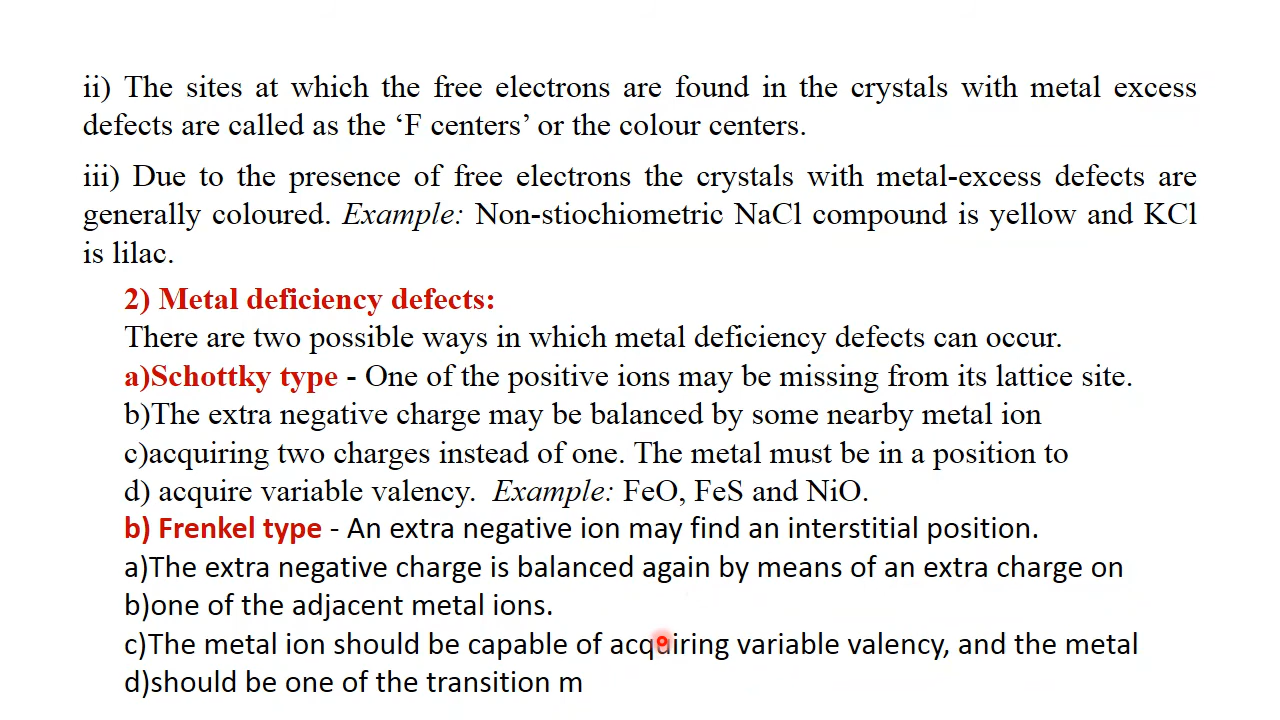 ii) The sites at which the free electrons are found in the crystals with metal excess
defects are called as the ‘F centers’ or the colour centers.
iii) Due to the presence of free electrons the crystals with metal-excess defects are
generally coloured. Example: Non-stiochiometric NaCl compound is yellow and KCl
is lilac.
2) Metal deficiency defects:
There are two possible ways in which metal deficiency defects can occur.
a)Schottky type - One of the positive ions may be missing from its lattice site.
b)The extra negative charge may be balanced by some nearby metal ion
c)acquiring two charges instead of one. The metal must be in a position to
d) acquire variable valency. Example: FeO, FeS and NiO.
b) Frenkel type - An extra negative ion may find an interstitial position.
a)The extra negative charge is balanced again by means of an extra charge on
b)one of the adjacent metal ions.
c)The metal ion should be capable of acquiring variable valency, and the metal
d)should be one of the transition m